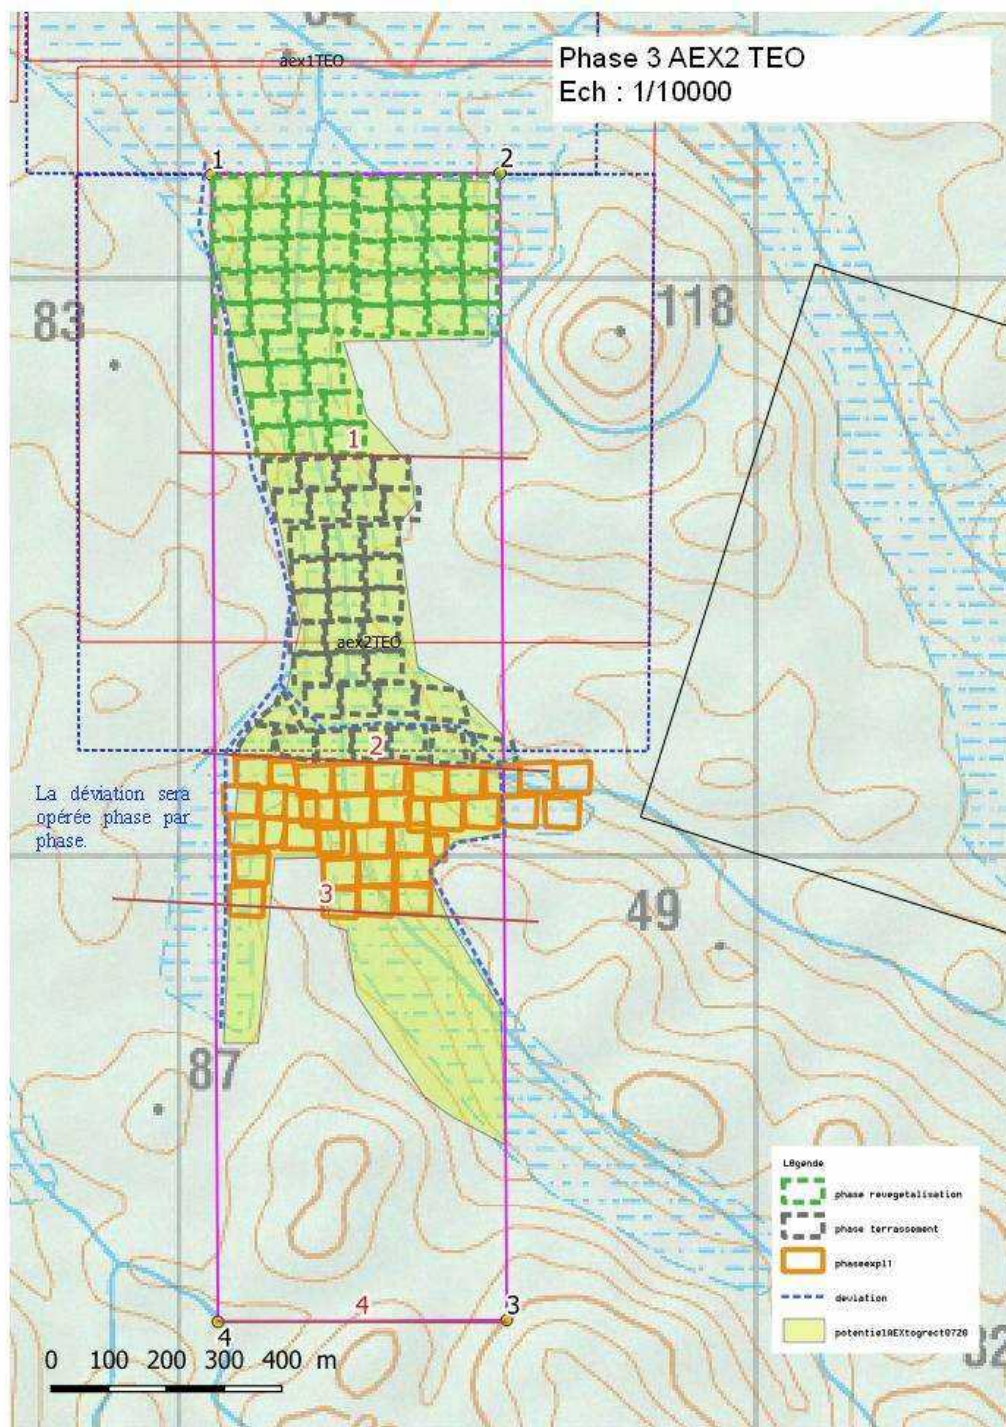 84
aex1TEO
Phase 3 AEX2 TEO
Ech : 1/10000
1
2
83
118
1
aex2TEO
2
La déviation sera
opérée phase par
phase.
3
49
87
Légende
phase revegetalisation
phase terrassement
phaseexpl1
deviation
potentielAEXtogrect0720
4
3
4
0 100 200 300 400 m